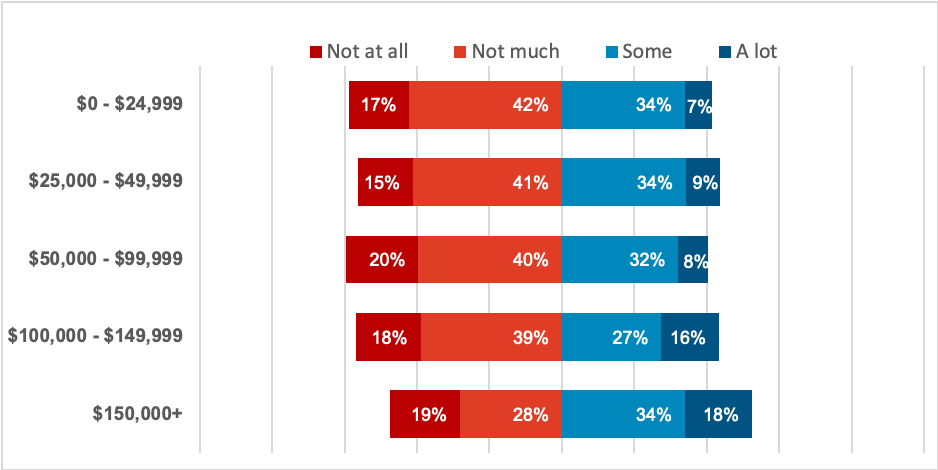 Not at all Not much Some A lot
$0 - $24,999 17% 42% 34% 7%
$25,000 - $49,999 15% 41% 34% 9%
$50,000 - $99,999 20% 40% 32% 8%
$100,000 - $149,999 18% 39% 27% 16%
$150,000+ 19% 28% 34% 18%